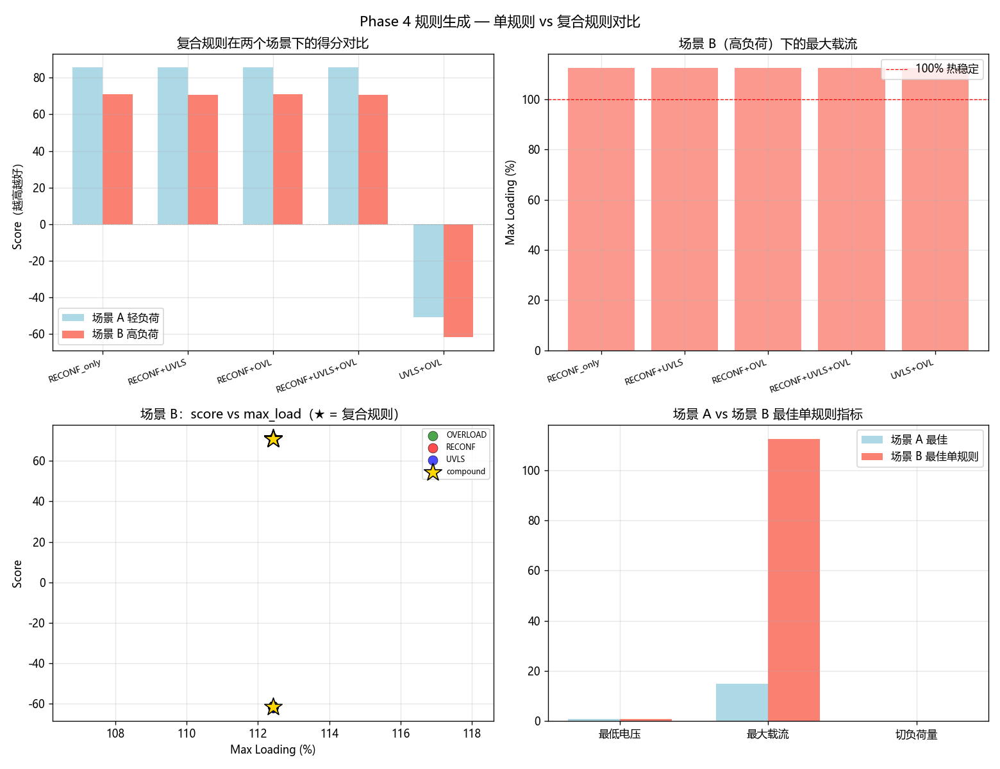 Phase 4 规则生成 — 单规则 vs 复合规则对比
复合规则在两个场景下的得分对比
Score（越高越好）
80
60
40
20
0
-20
-40
-60
场景 A 轻负荷
场景 B 高负荷
RECONF_only
RECONF+UVLS
RECONF+OVL
RECONF+UVLS+OVL
UVLS+OVL
场景 B（高负荷）下的最大载流
Max Loading (%)
100
80
60
40
20
0
100% 热稳定
RECONF_only
RECONF+UVLS
RECONF+OVL
RECONF+UVLS+OVL
UVLS+OVL
场景 B：score vs max_load（★ = 复合规则）
Score
60
40
20
0
-20
-40
-60
OVERLOAD
RECONF
UVLS
compound
108
110
112
114
116
118
Max Loading (%)
场景 A vs 场景 B 最佳单规则指标
100
80
60
40
20
0
场景 A 最佳
场景 B 最佳单规则
最低电压
最大载流
切负荷量